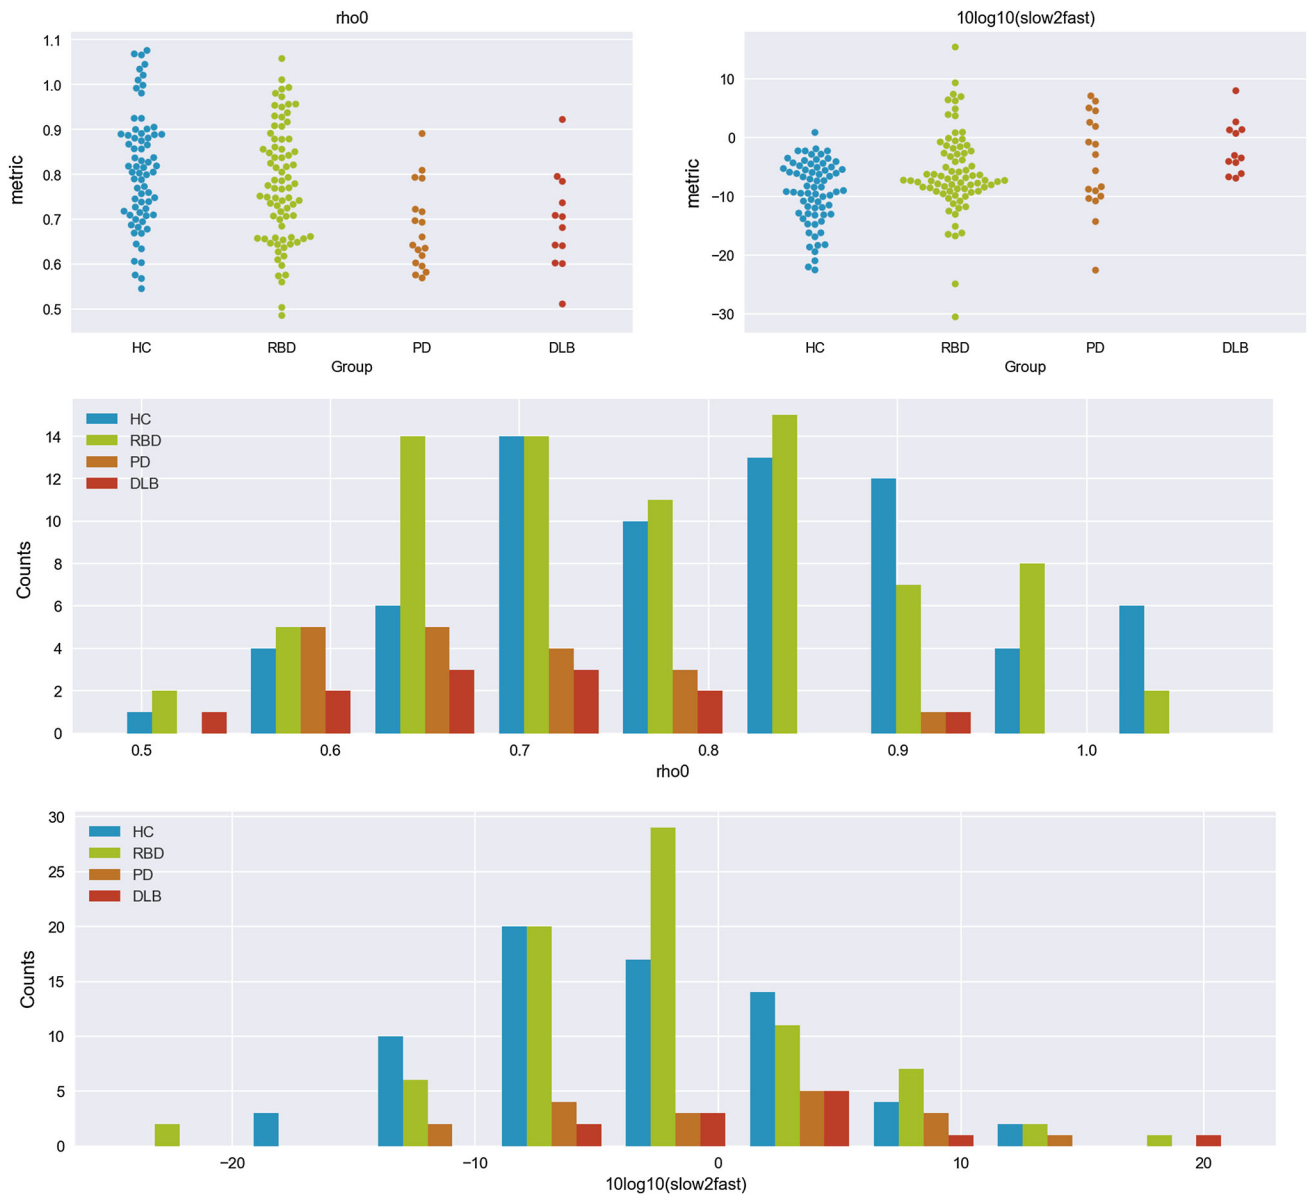 rho0
1.1
1.0
0.9
0.8
0.7
0.6
0.5
metric
HC RBD PD DLB
Group
10log10(slow2fast)
10
0
−10
−20
−30
metric
HC RBD PD DLB
Group
HC
RBD
PD
DLB
14
12
10
8
6
4
2
0
Counts
0.5 0.6 0.7 0.8 0.9 1.0
rho0
HC
RBD
PD
DLB
30
25
20
15
10
5
0
Counts
−20 −10 0 10 20
10log10(slow2fast)